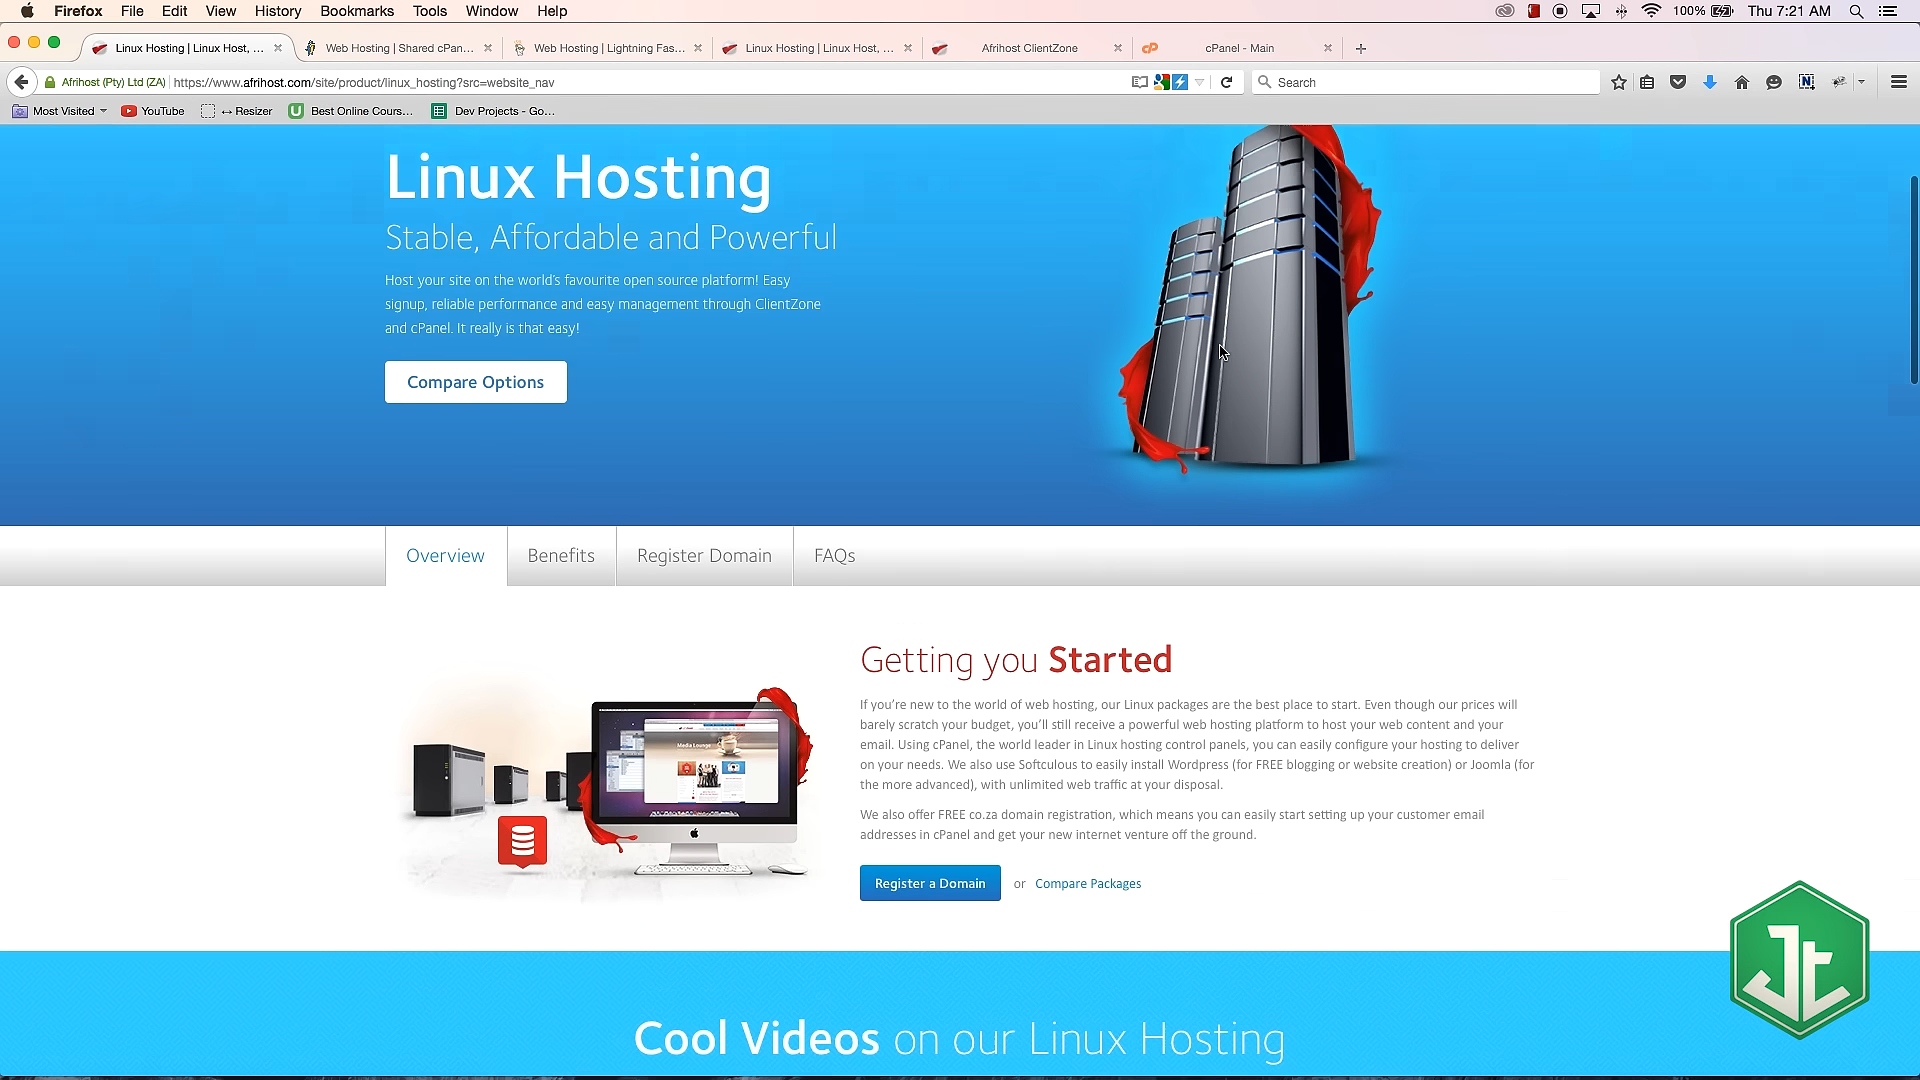 Firefox File Edit View History Bookmarks Tools Window Help
100% Thu 7:21 AM
Linux Hosting | Linux Host, ...
Web Hosting | Shared cPan...
Web Hosting | Lightning Fas...
Linux Hosting | Linux Host, ...
Afrihost ClientZone
cP cPanel - Main
Afrihost (Pty) Ltd (ZA) https://www.afrihost.com/site/product/linux_hosting?src=website_nav
Search
Most Visited YouTube Resizer Best Online Cours... Dev Projects - Go...
Linux Hosting
Stable, Affordable and Powerful
Host your site on the world's favourite open source platform! Easy
signup, reliable performance and easy management through ClientZone
and cPanel. It really is that easy!
Compare Options
Overview Benefits Register Domain FAQs
Getting you Started
If you're new to the world of web hosting, our Linux packages are the best place to start. Even though our prices will
barely scratch your budget, you'll still receive a powerful web hosting platform to host your web content and your
email. Using cPanel, the world leader in Linux hosting control panels, you can easily configure your hosting to deliver
on your needs. We also use Softculous to easily install Wordpress (for FREE blogging or website creation) or Joomla (for
the more advanced), with unlimited web traffic at your disposal.
We also offer FREE co.za domain registration, which means you can easily start setting up your customer email
addresses in cPanel and get your new internet venture off the ground.
Register a Domain or Compare Packages
Media Lounge
Jt
Cool Videos on our Linux Hosting